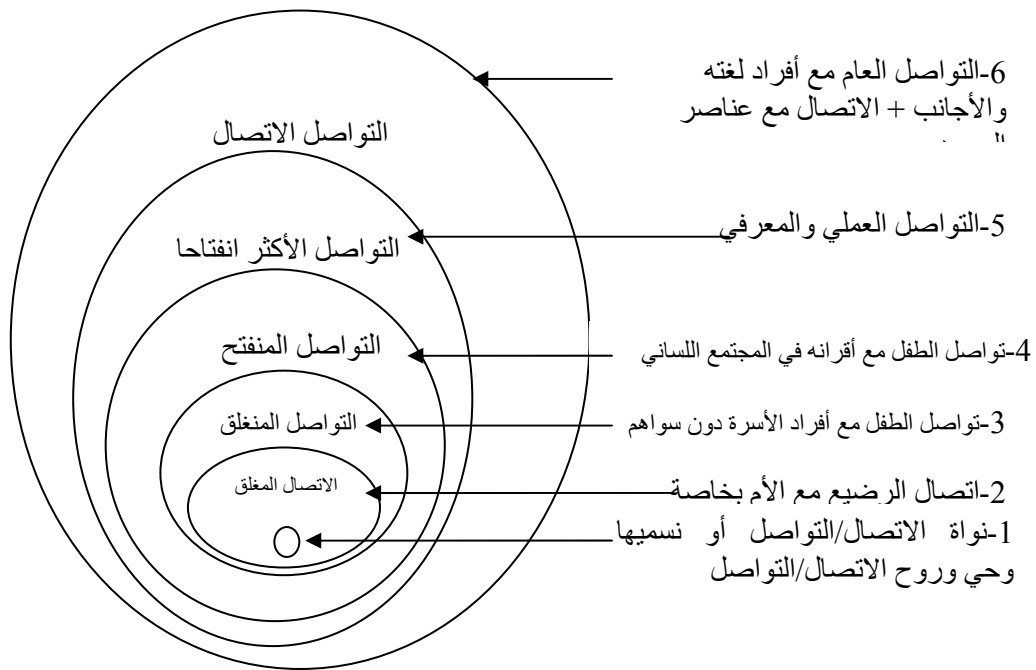 6-التواصل العام مع أفراد لغته
والأجانب + الاتصال مع عناصر
التواصل الاتصال
5-التواصل العملي والمعرفي
التواصل الأكثر انفتاحا
4-تواصل الطفل مع أقرانه في المجتمع اللساني
التواصل المنفتح
3-تواصل الطفل مع أفراد الأسرة دون سواهم
التواصل المنغلق
2-اتصال الرضيع مع الأم بخاصة
الاتصال المغلق
1-نواة الاتصال/التواصل أو نسميها
وحي وروح الاتصال/التواصل